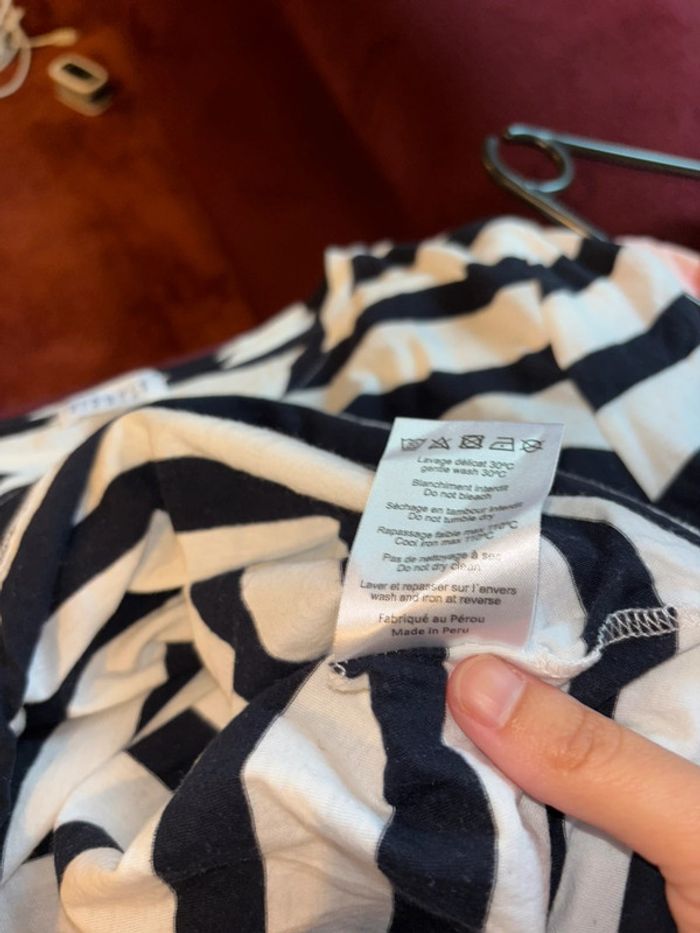 Lavage délicat 30°C
gentle wash 30°C
Blanchiment interdit
Do not bleach
Séchage en tambour interdit
Do not tumble dry
Rapassage faible max 110°C
Cool iron max 110°C
Pas de nettoyage à sec
Do not dry clean
Laver et repasser sur l'envers
wash and iron at reverse
Fabriqué au Pérou
Made in Peru